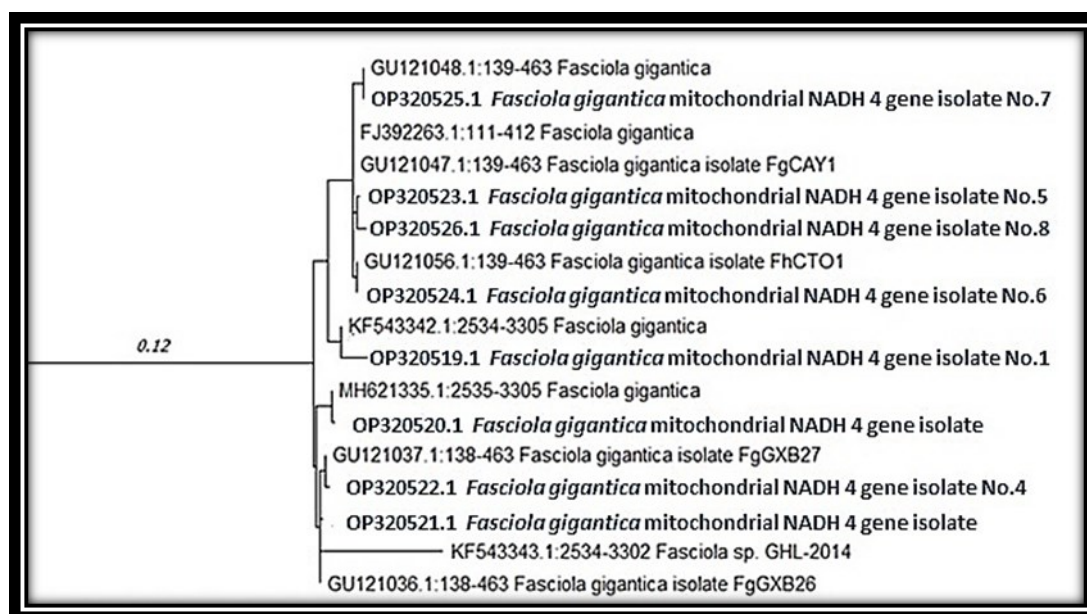 GU121048.1:139-463 Fasciola gigantica
OP320525.1 Fasciola gigantica mitochondrial NADH 4 gene isolate No.7
FJ392263.1:111-412 Fasciola gigantica
GU121047.1:139-463 Fasciola gigantica isolate FgCAY1
OP320523.1 Fasciola gigantica mitochondrial NADH 4 gene isolate No.5
OP320526.1 Fasciola gigantica mitochondrial NADH 4 gene isolate No.8
GU121056.1:139-463 Fasciola gigantica isolate FhCTO1
OP320524.1 Fasciola gigantica mitochondrial NADH 4 gene isolate No.6
KF543342.1:2534-3305 Fasciola gigantica
0.12
OP320519.1 Fasciola gigantica mitochondrial NADH 4 gene isolate No.1
MH621335.1:2535-3305 Fasciola gigantica
OP320520.1 Fasciola gigantica mitochondrial NADH 4 gene isolate
GU121037.1:138-463 Fasciola gigantica isolate FgGXB27
OP320522.1 Fasciola gigantica mitochondrial NADH 4 gene isolate No.4
OP320521.1 Fasciola gigantica mitochondrial NADH 4 gene isolate
KF543343.1:2534-3302 Fasciola sp. GHL-2014
GU121036.1:138-463 Fasciola gigantica isolate FgGXB26